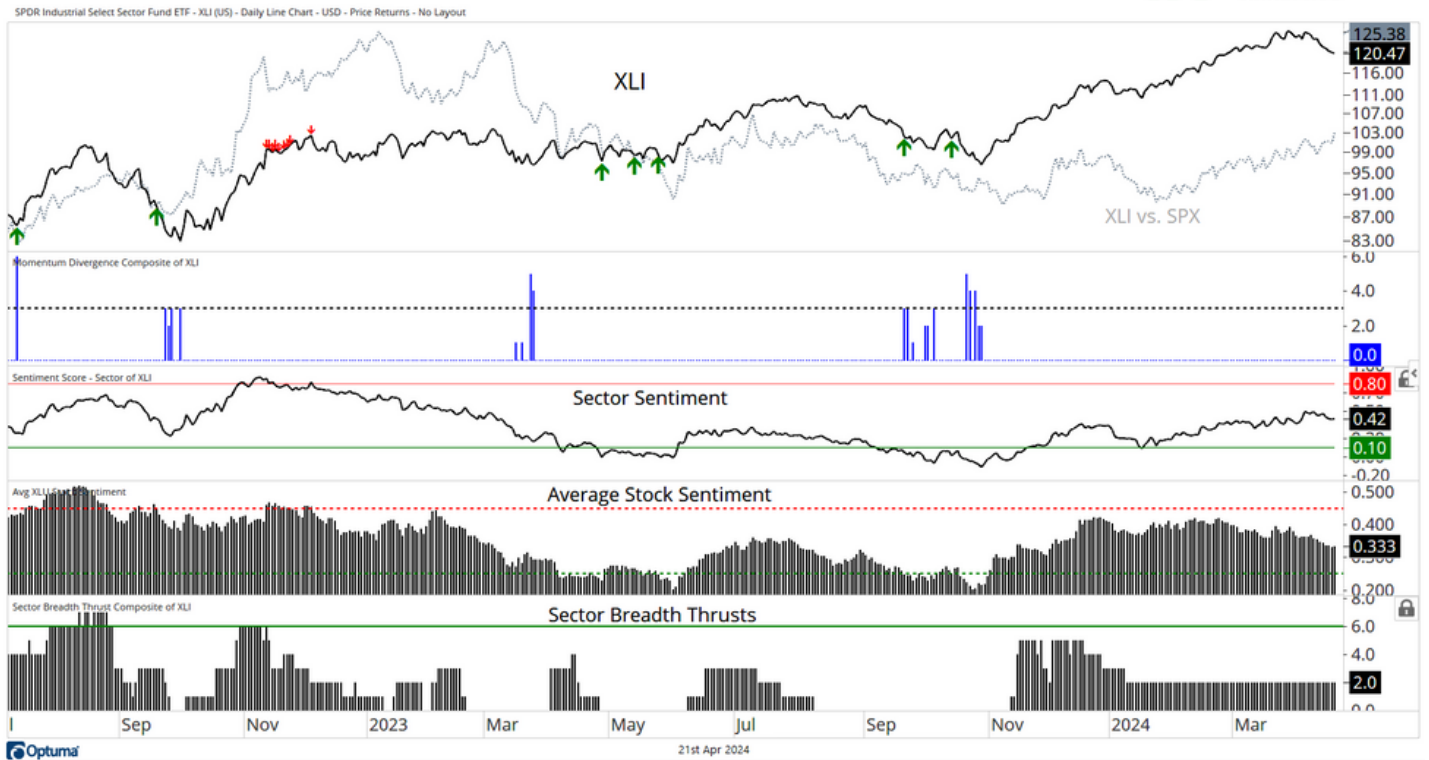 SPDR Industrial Select Sector Fund ETF - XLI (US) - Daily Line Chart - USD - Price Returns - No Layout
XLI
XLI vs. SPX
125.38
120.47
116.00
111.00
107.00
103.00
99.00
95.00
91.00
87.00
83.00
Momentum Divergence Composite of XLI
6.0
4.0
2.0
0.0
Sentiment Score - Sector of XLI
Sector Sentiment
0.80
0.42
0.10
-0.20
Average Stock Sentiment
0.500
0.400
0.333
0.200
Sector Breadth Thrust Composite of XLI
Sector Breadth Thrusts
8.0
6.0
4.0
2.0
0.0
Sep Nov 2023 Mar May Jul Sep Nov 2024 Mar
Optuma
21st Apr 2024